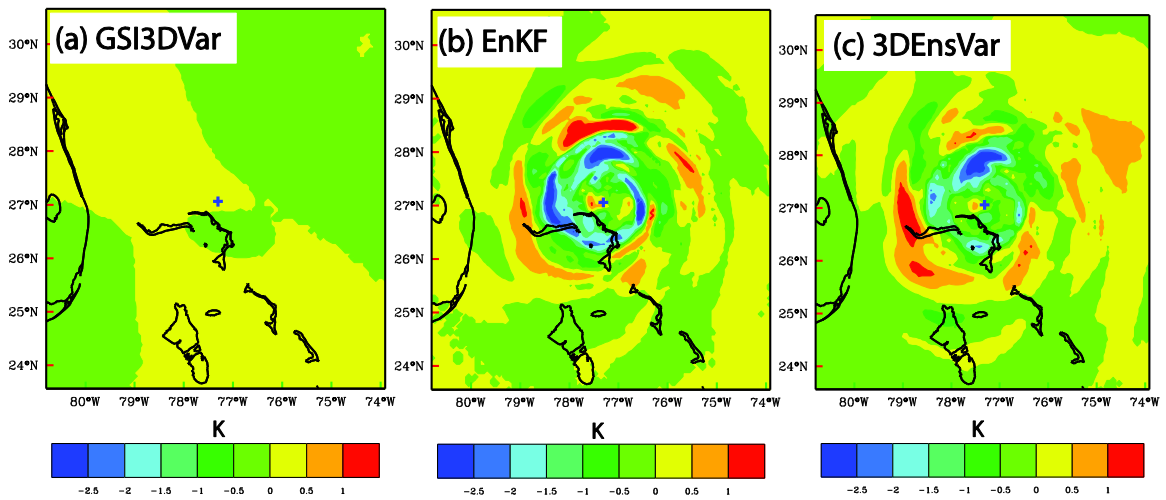 (a) GSI3DVar
(b) EnKF
(c) 3DEnsVar
30°N
29°N
28°N
27°N
26°N
25°N
24°N
80°W 79°W 78°W 77°W 76°W 75°W 74°W
30°N
29°N
28°N
27°N
26°N
25°N
24°N
80°W 79°W 78°W 77°W 76°W 75°W 74°W
30°N
29°N
28°N
27°N
26°N
25°N
24°N
80°W 79°W 78°W 77°W 76°W 75°W 74°W
K
-2.5 -2 -1.5 -1 -0.5 0 0.5 1
K
-2.5 -2 -1.5 -1 -0.5 0 0.5 1
K
-2.5 -2 -1.5 -1 -0.5 0 0.5 1